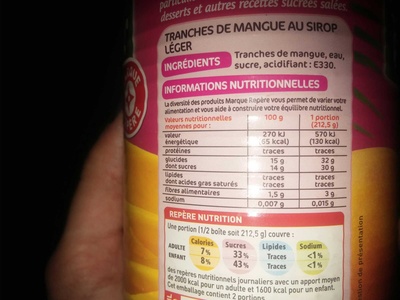 particuli
desserts et autres recettes sucrées salées.
TRANCHES DE MANGUE AU SIROP
LÉGER
INGRÉDIENTS
Tranches de mangue, eau,
sucre, acidifiant : E330.
INFORMATIONS NUTRITIONNELLES
La diversité des produits Marque Repère vous permet de varier votre
alimentation et vous aide à construire votre équilibre nutritionnel.
Valeurs nutritionnelles 100 g 1 portion
moyennes pour : (212,5 g)
valeur 270 kJ 570 kJ
énergétique (65 kcal) (130 kcal)
protéines traces traces
glucides 15 g 32 g
dont sucres 14 g 30 g
lipides traces traces
dont acides gras saturés traces traces
fibres alimentaires 1,5 g 3 g
sodium 0,007 g 0,015 g
REPÈRE NUTRITION
Une portion (1/2 boîte soit 212,5 g) couvre :
Calories Sucres Lipides Sodium
ADULTE 7% 33% Traces <1%
ENFANT 8% 43% Traces <1%
des repères nutritionnels journaliers avec un apport moyen
de 2000 kcal pour un adulte et 1600 kcal pour un enfant.
Cet emballage contient 2 portions.
tion de présentation